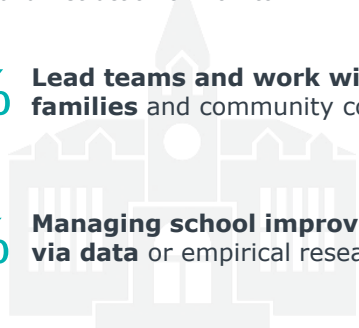 % Lead teams and work wi
families and community co
% Managing school improv
via data or empirical resea